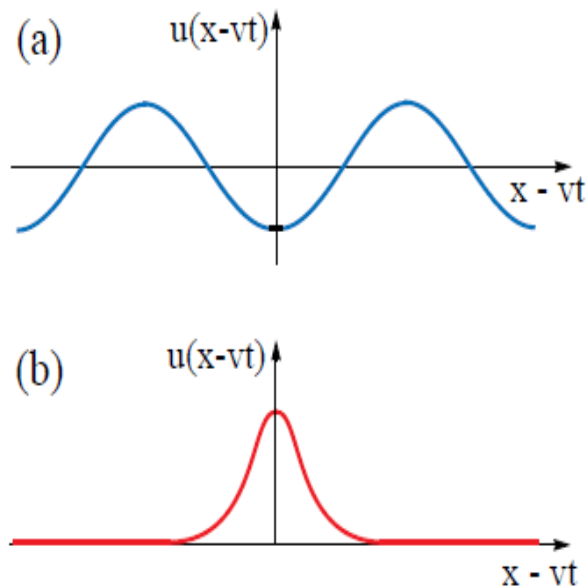 (a)
u(x-vt)
x - vt
(b)
u(x-vt)
x - vt